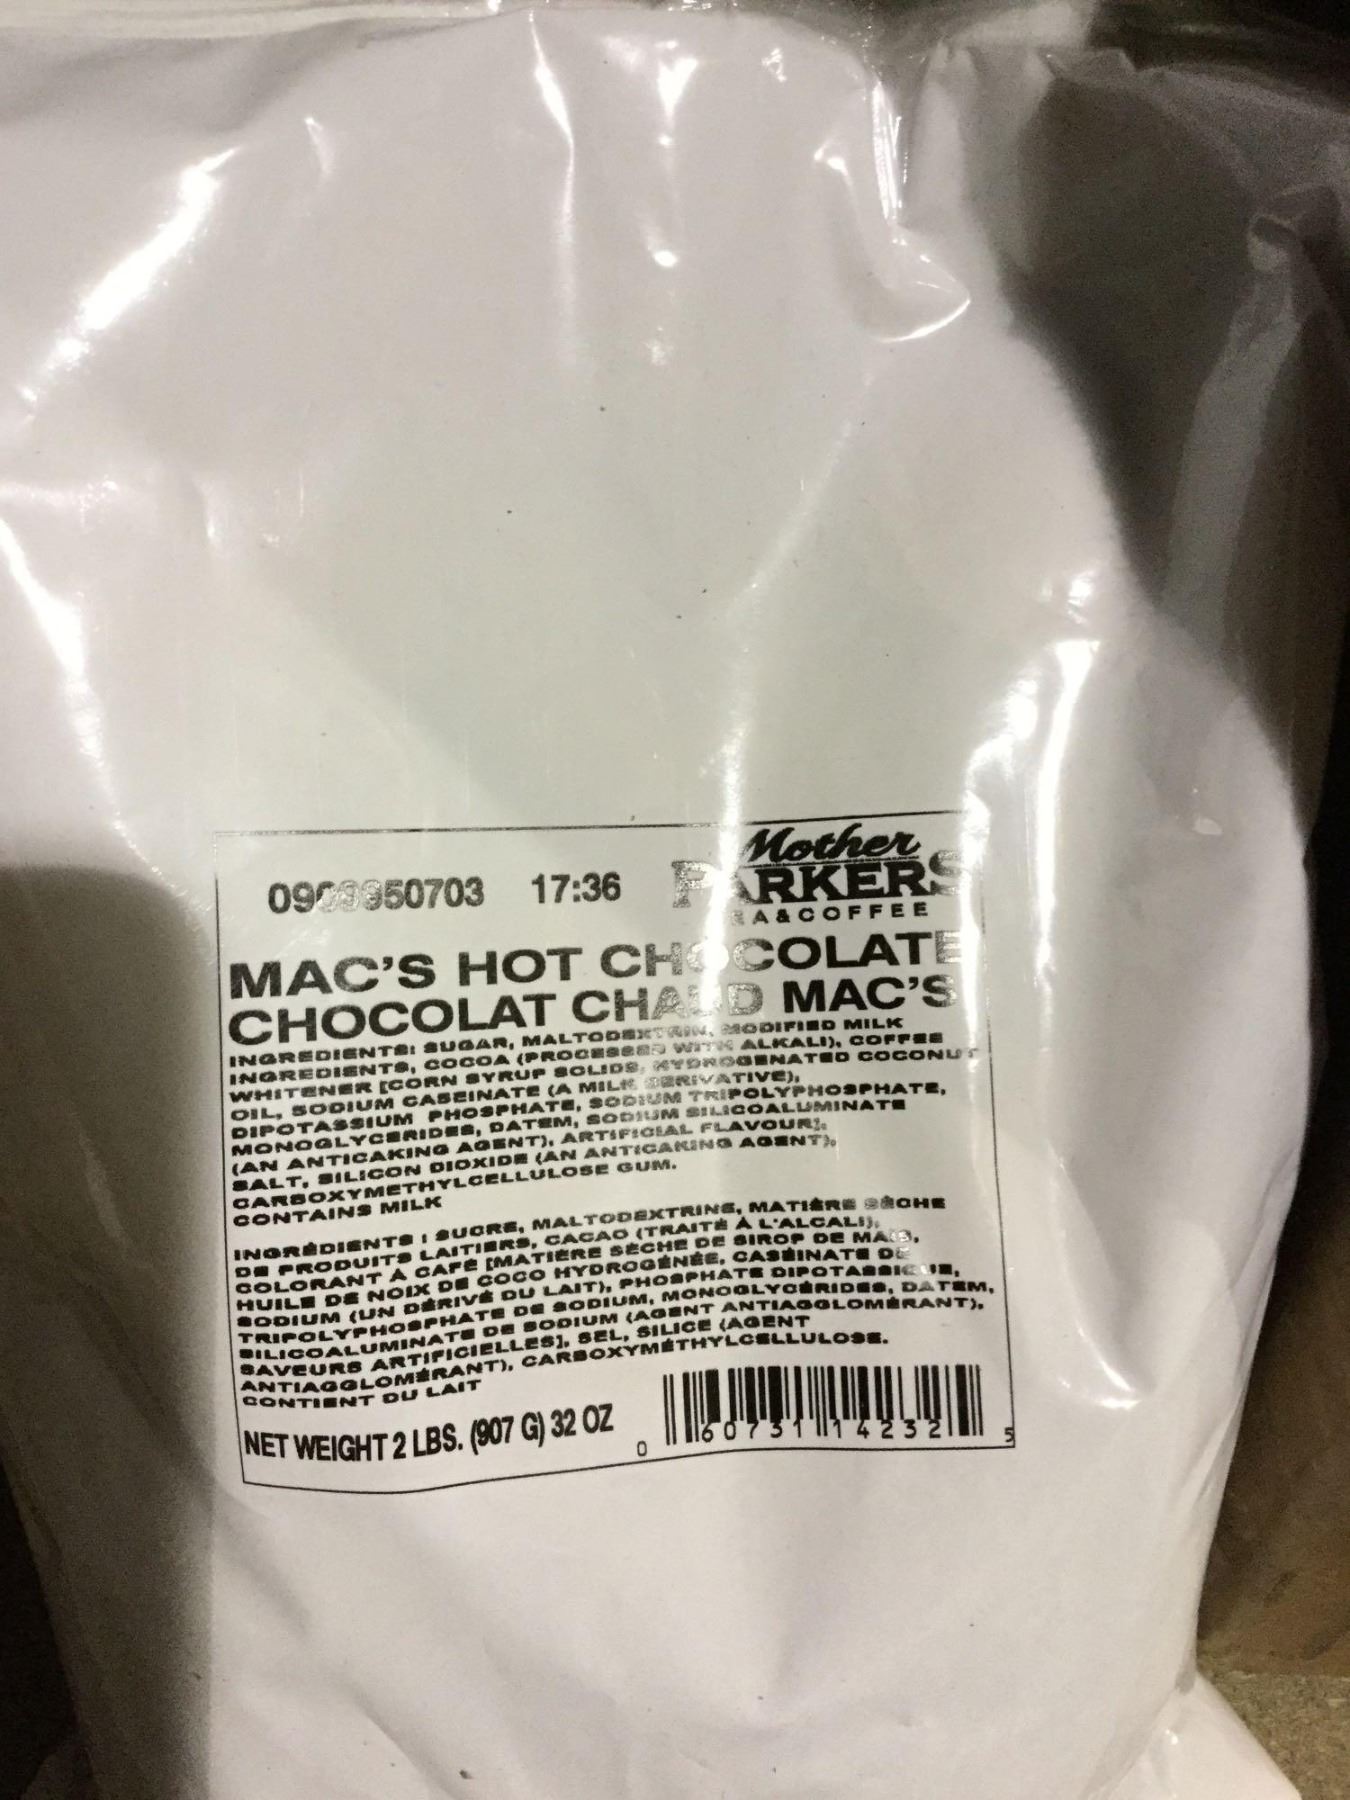 17:36
Mother
PARKERS
& COFFEE
MAC'S HOT CHOCOLATE
CHOCOLAT CHAUD MAC'S
INGREDIENTS: SUGAR, MALTODEXTRIN, MODIFIED MILK
INGREDIENTS, COCOA (PROCESSED WITH ALKALI), COFFEE
WHITENER [CORN SYRUP SOLIDS, HYDROGENATED COCONUT
OIL, SODIUM CASEINATE (A MILK DERIVATIVE),
DIPOTASSIUM PHOSPHATE, SODIUM TRIPOLYPHOSPHATE,
MONOGLYCERIDES, DATEM, SODIUM SILICOALUMINATE
(AN ANTICAKING AGENT), ARTIFICIAL FLAVOUR],
SALT, SILICON DIOXIDE (AN ANTICAKING AGENT),
CARBOXYMETHYLCELLULOSE GUM.
CONTAINS MILK
INGRÉDIENTS : SUCRE, MALTODEXTRINE, MATIÈRE SÈCHE
DE PRODUITS LAITIERS, CACAO (TRAITÉ À L'ALCALI),
COLORANT À CAFÉ [MATIÈRE SÈCHE DE SIROP DE MAÏS,
HUILE DE NOIX DE COCO HYDROGÉNÉE, CASÉINATE DE
SODIUM (UN DÉRIVÉ DU LAIT), PHOSPHATE DIPOTASSIQUE,
TRIPOLYPHOSPHATE DE SODIUM, MONOGLYCÉRIDES, DATEM,
SILICOALUMINATE DE SODIUM (AGENT ANTIAGGLOMÉRANT),
SAVEURS ARTIFICIELLES], SEL, SILICE (AGENT
ANTIAGGLOMÉRANT), CARBOXYMÉTHYLCELLULOSE.
CONTIENT DU LAIT
NET WEIGHT 2 LBS. (907 G) 32 OZ
0 60731 14232 5